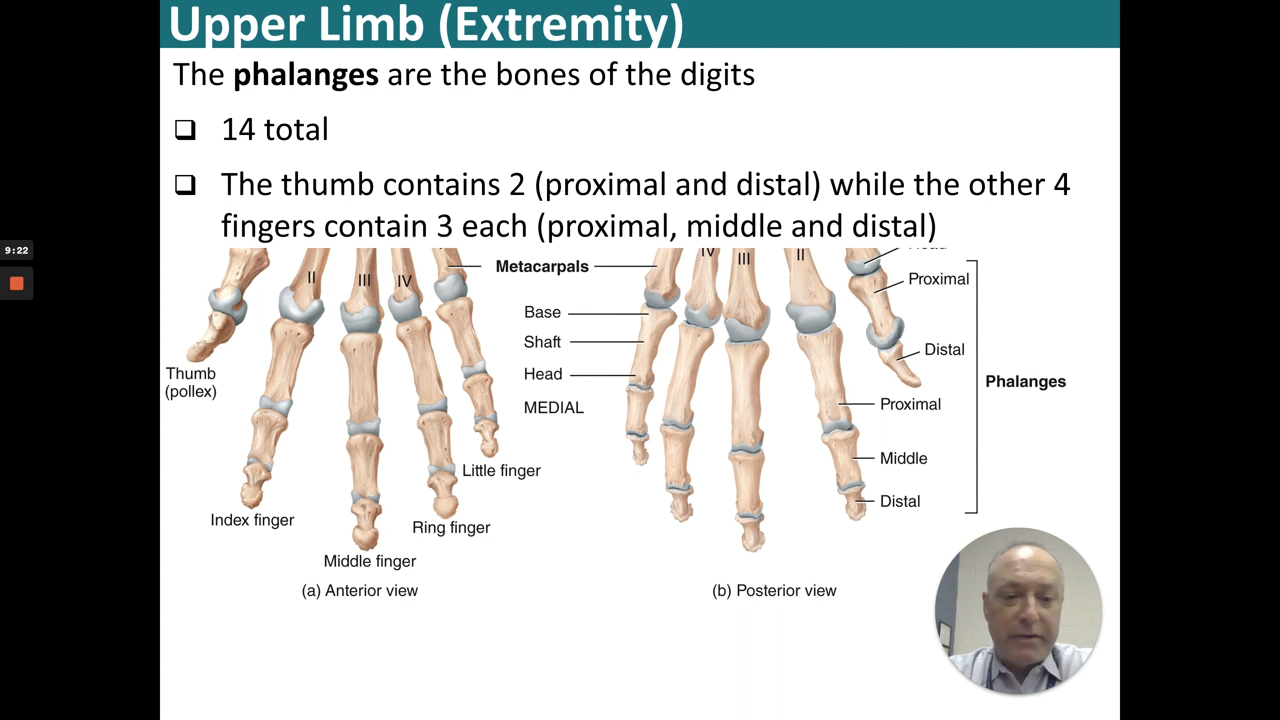 Upper Limb (Extremity)
The phalanges are the bones of the digits
❑ 14 total
❑ The thumb contains 2 (proximal and distal) while the other 4
fingers contain 3 each (proximal, middle and distal)
9:22
II
III
IV
Metacarpals
IV
III
II
Head
Proximal
Base
Shaft
Head
MEDIAL
Distal
Phalanges
Thumb
(pollex)
Proximal
Middle
Distal
Little finger
Index finger
Ring finger
Middle finger
(a) Anterior view
(b) Posterior view